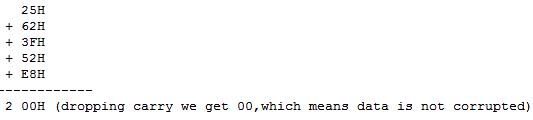 25H
+ 62H
+ 3FH
+ 52H
+ E8H
------------
2 00H (dropping carry we get 00,which means data is not corrupted)